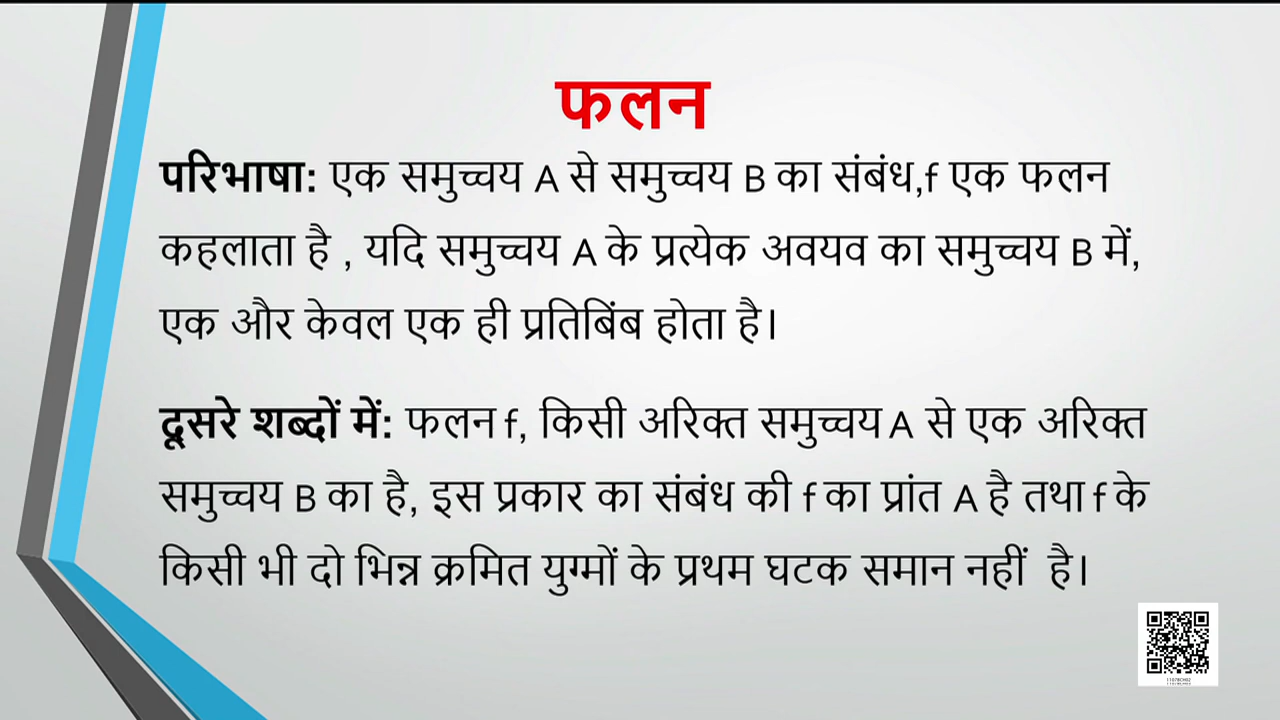 फलन
परिभाषा: एक समुच्चय A से समुच्चय B का संबंध,f एक फलन
कहलाता है , यदि समुच्चय A के प्रत्येक अवयव का समुच्चय B में,
एक और केवल एक ही प्रतिबिंब होता है।
दूसरे शब्दों में: फलन f, किसी अरिक्त समुच्चय A से एक अरिक्त
समुच्चय B का है, इस प्रकार का संबंध की f का प्रांत A है तथा f के
किसी भी दो भिन्न क्रमित युग्मों के प्रथम घटक समान नहीं है।